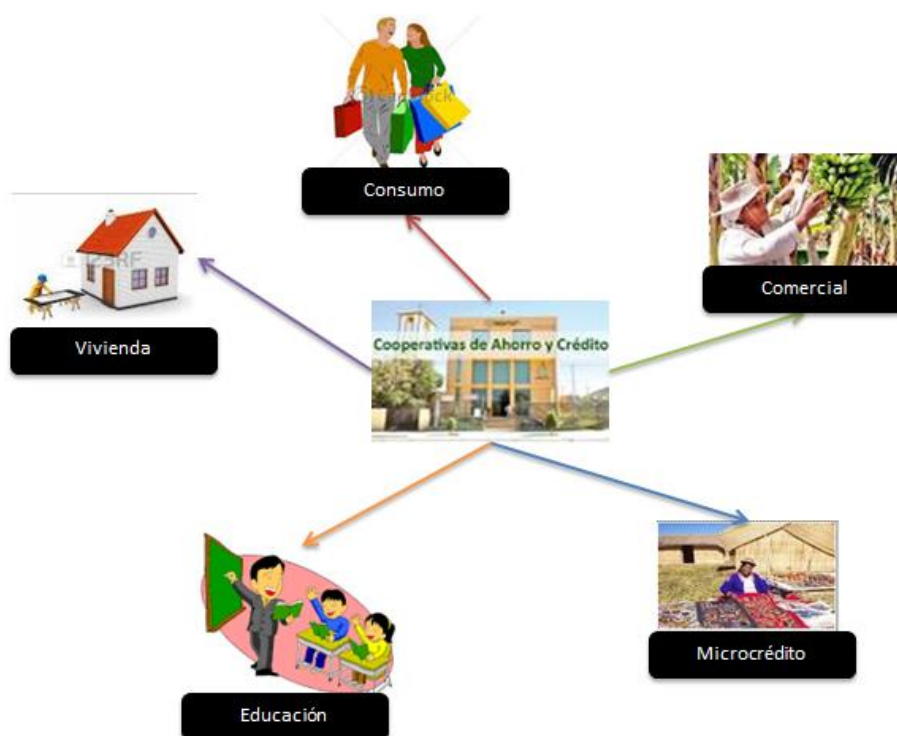 Consumo
Comercial
Vivienda
Cooperativas de Ahorro y Crédito
Microcrédito
Educación